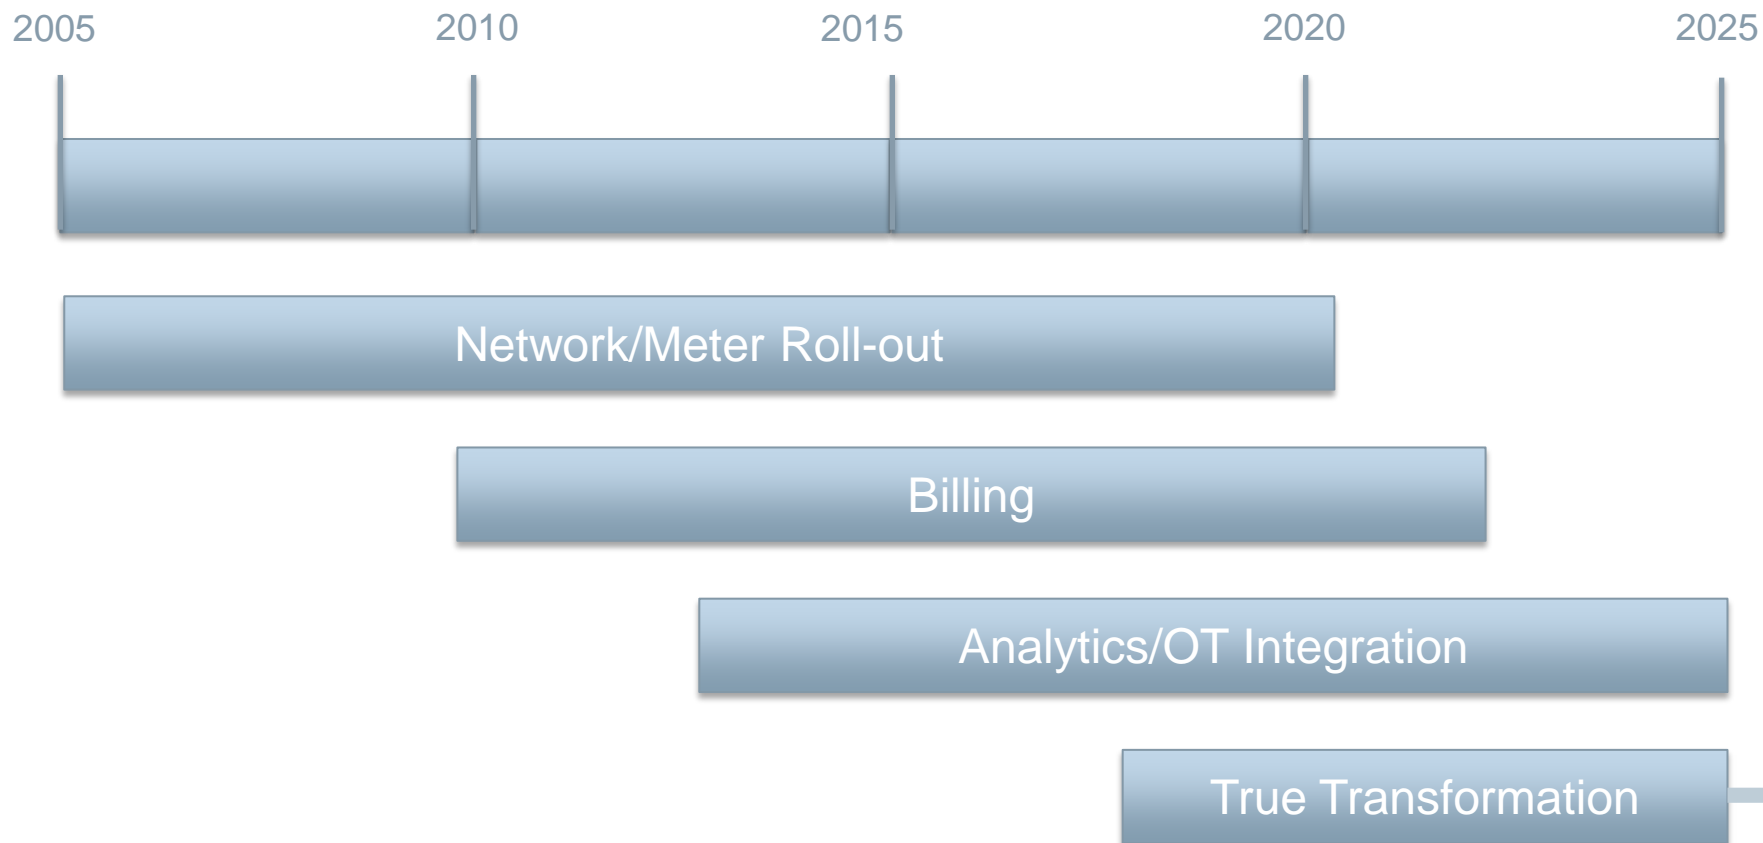 2005 2010 2015 2020 2025
Network/Meter Roll-out
Billing
Analytics/OT Integration
True Transformation